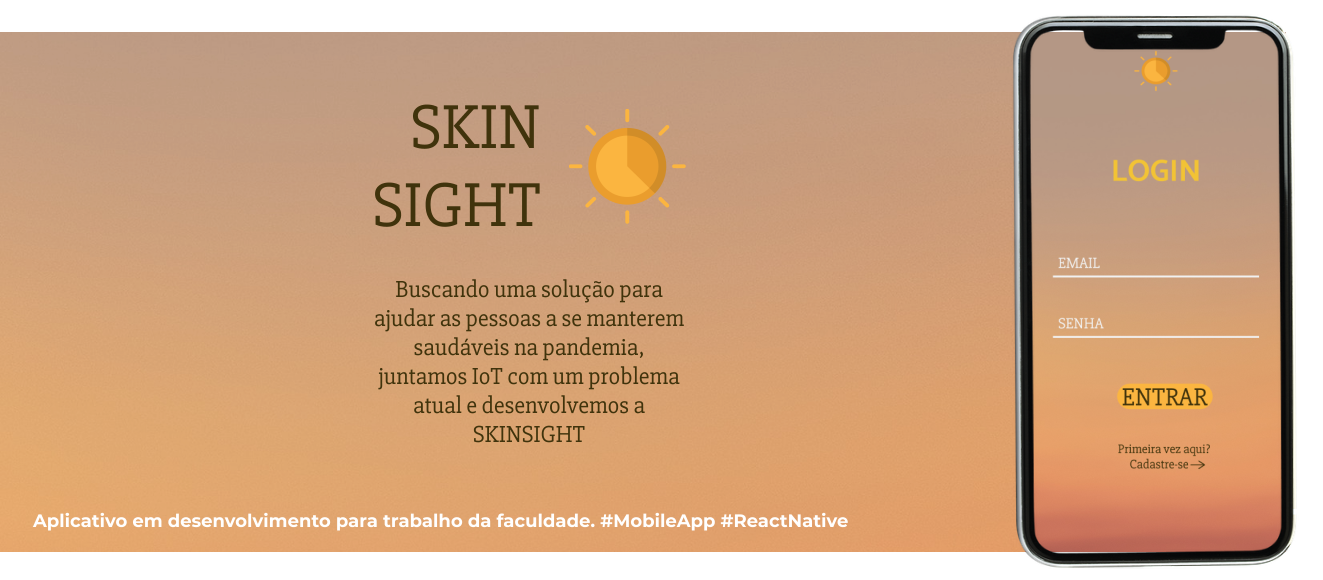 SKIN
SIGHT
Buscando uma solução para
ajudar as pessoas a se manterem
saudáveis na pandemia,
juntamos IoT com um problema
atual e desenvolvemos a
SKINSIGHT
Aplicativo em desenvolvimento para trabalho da faculdade. #MobileApp #ReactNative
LOGIN
EMAIL
SENHA
ENTRAR
Primeira vez aqui?
Cadastre-se→